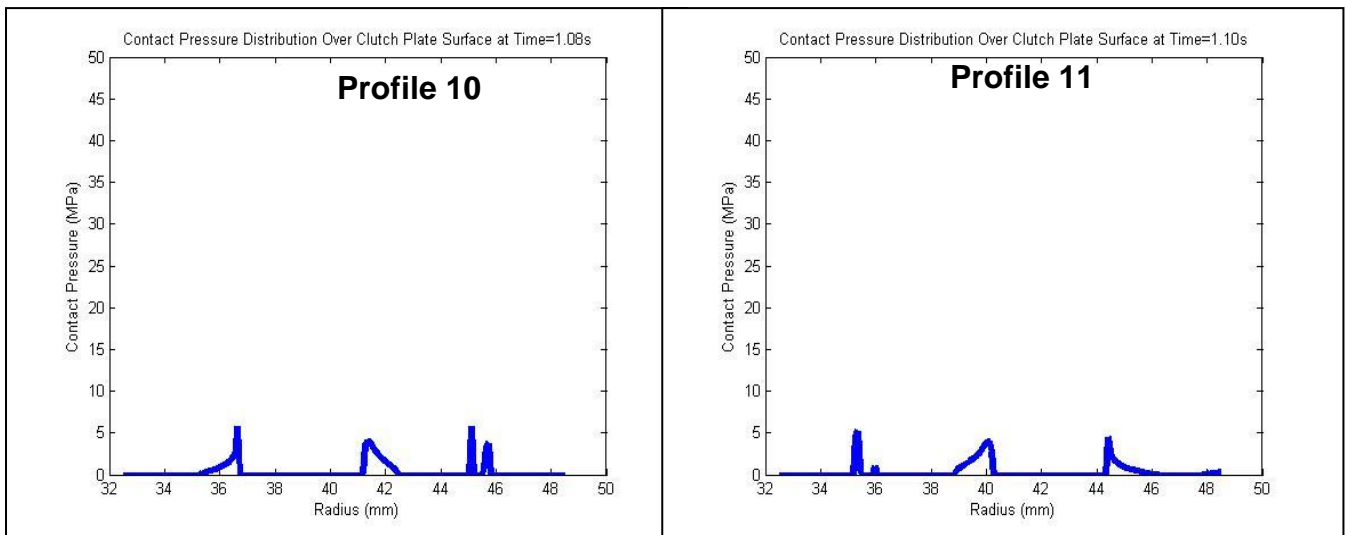 Contact Pressure Distribution Over Clutch Plate Surface at Time=1.08s
Profile 10
50
45
40
35
30
25
20
15
10
5
0
Contact Pressure (MPa)
32 34 36 38 40 42 44 46 48 50
Radius (mm)
Contact Pressure Distribution Over Clutch Plate Surface at Time=1.10s
Profile 11
50
45
40
35
30
25
20
15
10
5
0
Contact Pressure (MPa)
32 34 36 38 40 42 44 46 48 50
Radius (mm)